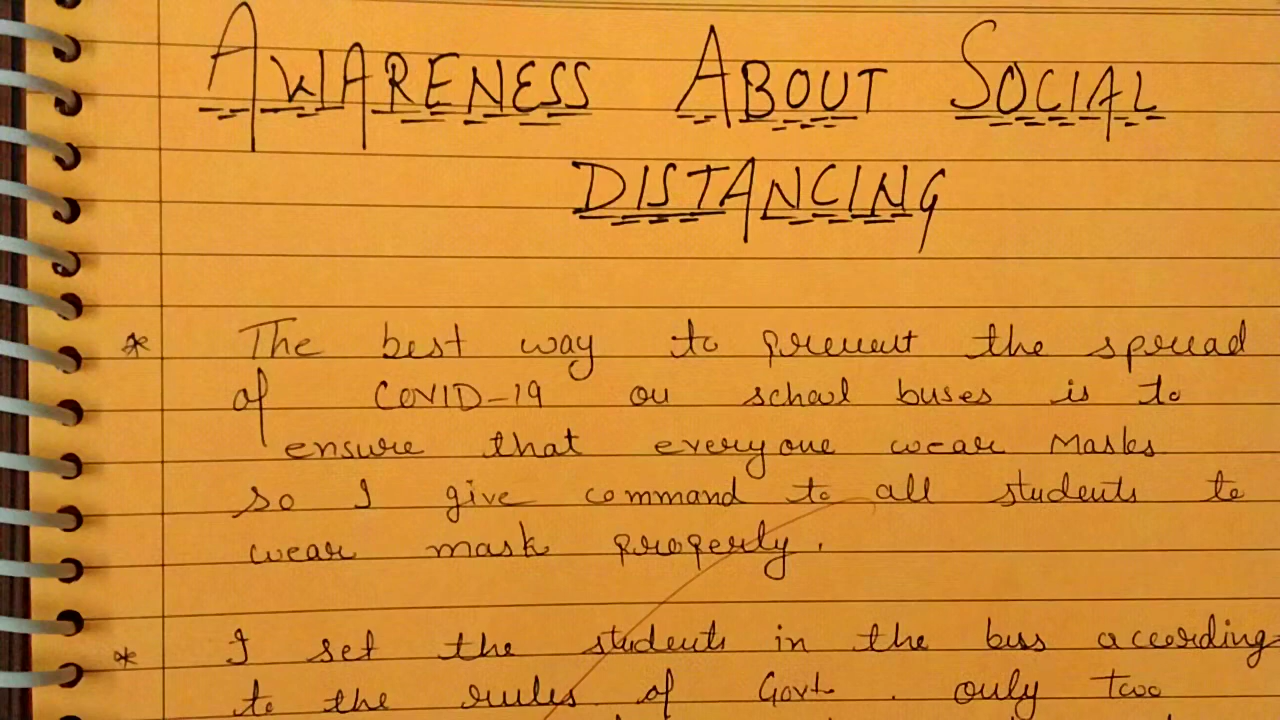 AWARENESS ABOUT SOCIAL
DISTANCING
* The best way to prevent the spread
of COVID-19 on school buses is to
ensure that everyone wear Masks
so I give command to all students to
wear mask properly.
* I set the students in the bus according
to the rules of Govt. only two